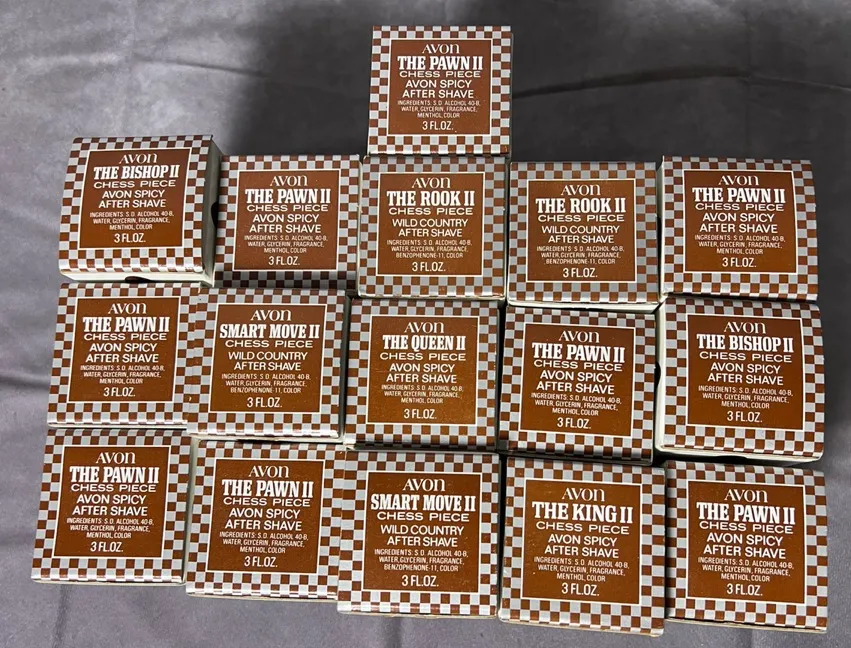 AVON
THE PAWN II
CHESS PIECE
AVON SPICY
AFTER SHAVE
INGREDIENTS: S.D. ALCOHOL 40-B,
WATER, GLYCERIN, FRAGRANCE,
MENTHOL, COLOR
3 FL.OZ.
AVON
THE BISHOP II
CHESS PIECE
AVON SPICY
AFTER SHAVE
INGREDIENTS: S.D. ALCOHOL 40-B,
WATER, GLYCERIN, FRAGRANCE,
MENTHOL, COLOR
3 FL.OZ.
AVON
THE PAWN II
CHESS PIECE
AVON SPICY
AFTER SHAVE
INGREDIENTS: S.D. ALCOHOL 40-B,
WATER, GLYCERIN, FRAGRANCE,
MENTHOL, COLOR
3 FL.OZ.
AVON
THE ROOK II
CHESS PIECE
WILD COUNTRY
AFTER SHAVE
INGREDIENTS: S.D. ALCOHOL 40-B,
WATER, GLYCERIN, FRAGRANCE,
BENZOPHENONE-11, COLOR
3 FL.OZ.
AVON
THE ROOK II
CHESS PIECE
WILD COUNTRY
AFTER SHAVE
INGREDIENTS: S.D. ALCOHOL 40-B,
WATER, GLYCERIN, FRAGRANCE,
BENZOPHENONE-11, COLOR
3 FL.OZ.
AVON
THE PAWN II
CHESS PIECE
AVON SPICY
AFTER SHAVE
INGREDIENTS: S.D. ALCOHOL 40-B,
WATER, GLYCERIN, FRAGRANCE,
MENTHOL, COLOR
3 FL.OZ.
AVON
THE PAWN II
CHESS PIECE
AVON SPICY
AFTER SHAVE
INGREDIENTS: S.D. ALCOHOL 40-B,
WATER, GLYCERIN, FRAGRANCE,
MENTHOL, COLOR
3 FL.OZ.
AVON
SMART MOVE II
CHESS PIECE
WILD COUNTRY
AFTER SHAVE
INGREDIENTS: S.D. ALCOHOL 40-B,
WATER, GLYCERIN, FRAGRANCE,
BENZOPHENONE-11, COLOR
3 FL.OZ.
AVON
THE QUEEN II
CHESS PIECE
AVON SPICY
AFTER SHAVE
INGREDIENTS: S.D. ALCOHOL 40-B,
WATER, GLYCERIN, FRAGRANCE,
MENTHOL, COLOR
3 FL.OZ.
AVON
THE PAWN II
CHESS PIECE
AVON SPICY
AFTER SHAVE
INGREDIENTS: S.D. ALCOHOL 40-B,
WATER, GLYCERIN, FRAGRANCE,
MENTHOL, COLOR
3 FL.OZ.
AVON
THE BISHOP II
CHESS PIECE
AVON SPICY
AFTER SHAVE
INGREDIENTS: S.D. ALCOHOL 40-B,
WATER, GLYCERIN, FRAGRANCE,
MENTHOL, COLOR
3 FL.OZ.
AVON
THE PAWN II
CHESS PIECE
AVON SPICY
AFTER SHAVE
INGREDIENTS: S.D. ALCOHOL 40-B,
WATER, GLYCERIN, FRAGRANCE,
MENTHOL, COLOR
3 FL.OZ.
AVON
THE PAWN II
CHESS PIECE
AVON SPICY
AFTER SHAVE
INGREDIENTS: S.D. ALCOHOL 40-B,
WATER, GLYCERIN, FRAGRANCE,
MENTHOL, COLOR
3 FL.OZ.
AVON
SMART MOVE II
CHESS PIECE
WILD COUNTRY
AFTER SHAVE
INGREDIENTS: S.D. ALCOHOL 40-B,
WATER, GLYCERIN, FRAGRANCE,
BENZOPHENONE-11, COLOR
3 FL.OZ.
AVON
THE KING II
CHESS PIECE
AVON SPICY
AFTER SHAVE
INGREDIENTS: S.D. ALCOHOL 40-B,
WATER, GLYCERIN, FRAGRANCE,
MENTHOL, COLOR
3 FL.OZ.
AVON
THE PAWN II
CHESS PIECE
AVON SPICY
AFTER SHAVE
INGREDIENTS: S.D. ALCOHOL 40-B,
WATER, GLYCERIN, FRAGRANCE,
MENTHOL, COLOR
3 FL.OZ.